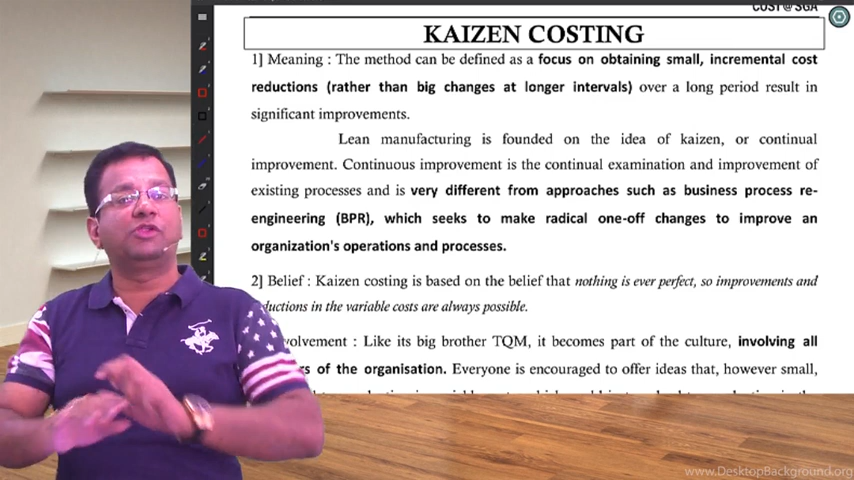 COST@SGA
KAIZEN COSTING
1] Meaning : The method can be defined as a focus on obtaining small, incremental cost
reductions (rather than big changes at longer intervals) over a long period result in
significant improvements.
Lean manufacturing is founded on the idea of kaizen, or continual
improvement. Continuous improvement is the continual examination and improvement of
existing processes and is very different from approaches such as business process re-
engineering (BPR), which seeks to make radical one-off changes to improve an
organization's operations and processes.
2] Belief : Kaizen costing is based on the belief that nothing is ever perfect, so improvements and
ductions in the variable costs are always possible.
volvement : Like its big brother TQM, it becomes part of the culture, involving all
rs of the organisation. Everyone is encouraged to offer ideas that, however small,
www.DesktopBackground.org